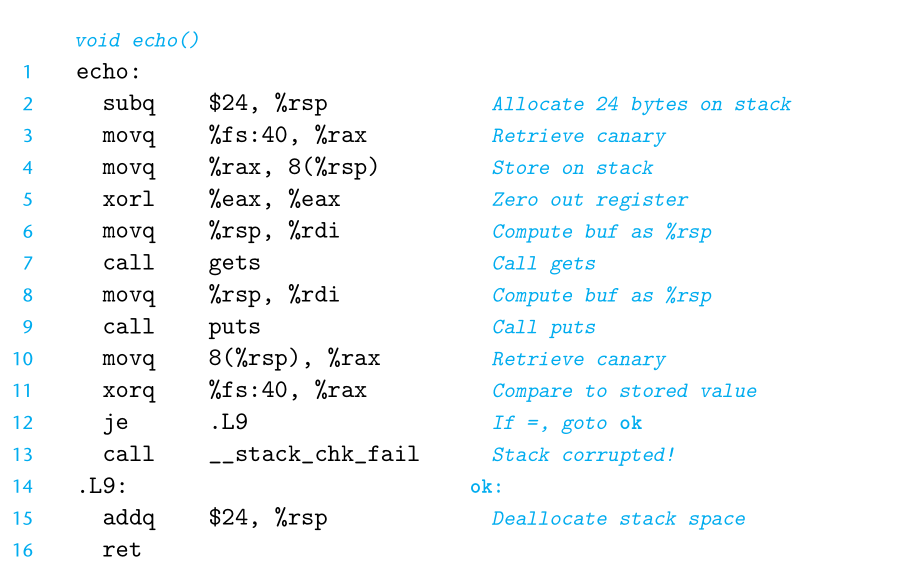 void echo()
1 echo:
2 subq $24, %rsp Allocate 24 bytes on stack
3 movq %fs:40, %rax Retrieve canary
4 movq %rax, 8(%rsp) Store on stack
5 xorl %eax, %eax Zero out register
6 movq %rsp, %rdi Compute buf as %rsp
7 call gets Call gets
8 movq %rsp, %rdi Compute buf as %rsp
9 call puts Call puts
10 movq 8(%rsp), %rax Retrieve canary
11 xorq %fs:40, %rax Compare to stored value
12 je .L9 If =, goto ok
13 call __stack_chk_fail Stack corrupted!
14 .L9: ok:
15 addq $24, %rsp Deallocate stack space
16 ret